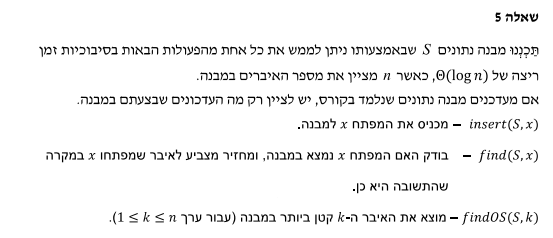 שאלה 5
תַּכְנְנוּ מבנה נתונים S שבאמצעותו ניתן לממש את כל אחת מהפעולות הבאות בסיבוכיות זמן
ריצה של Θ(log n), כאשר n מציין את מספר האיברים במבנה.
אם מעדכנים מבנה נתונים שנלמד בקורס, יש לציין רק מה העדכונים שבצעתם במבנה.
insert(S, x) – מכניס את המפתח x למבנה.
find(S, x) – בודק האם המפתח x נמצא במבנה, ומחזיר מצביע לאיבר שמפתחו x במקרה
שהתשובה היא כן.
findOS(S, k) – מוצא את האיבר ה-k קטן ביותר במבנה (עבור ערך 1 ≤ k ≤ n).